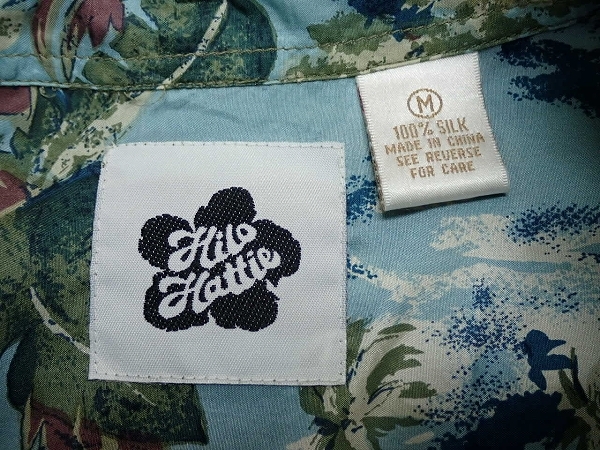 Hilo
Hattie
M
100% SILK
MADE IN CHINA
SEE REVERSE
FOR CARE